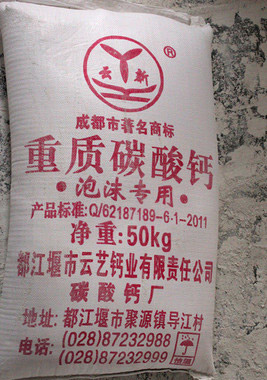 云新
®
成都市著名商标
重质碳酸钙
·泡沫专用·
产品标准:Q/62187189-6-1-2011
净重:50kg
都江堰市云艺钙业有限责任公司
碳酸钙厂
地址:都江堰市聚源镇导江村
电话:(028)87232988
(028)87232999